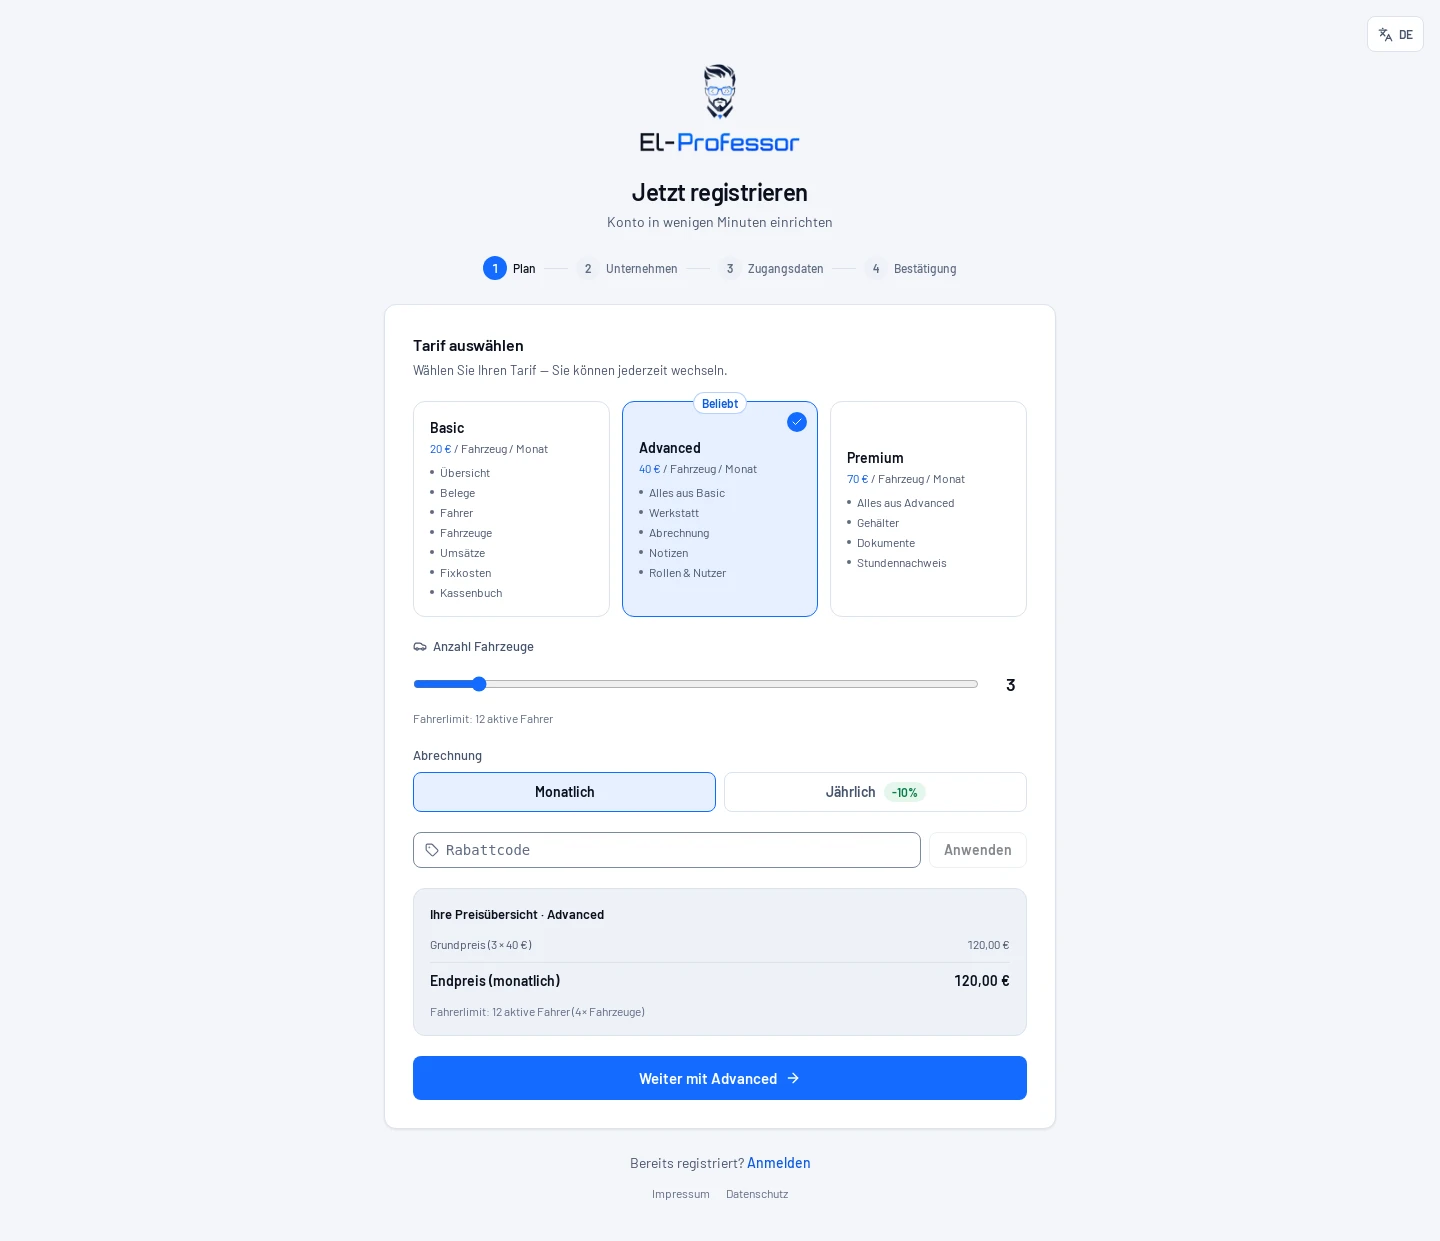 DE
El-Professor
Jetzt registrieren
Konto in wenigen Minuten einrichten
1 Plan 2 Unternehmen 3 Zugangsdaten 4 Bestätigung
Tarif auswählen
Wählen Sie Ihren Tarif — Sie können jederzeit wechseln.
Basic
20 € / Fahrzeug / Monat
• Übersicht
• Belege
• Fahrer
• Fahrzeuge
• Umsätze
• Fixkosten
• Kassenbuch
Beliebt
Advanced
40 € / Fahrzeug / Monat
• Alles aus Basic
• Werkstatt
• Abrechnung
• Notizen
• Rollen & Nutzer
Premium
70 € / Fahrzeug / Monat
• Alles aus Advanced
• Gehälter
• Dokumente
• Stundennachweis
Anzahl Fahrzeuge
3
Fahrerlimit: 12 aktive Fahrer
Abrechnung
Monatlich
Jährlich -10%
Rabattcode
Anwenden
Ihre Preisübersicht · Advanced
Grundpreis (3 × 40 €) 120,00 €
Endpreis (monatlich) 120,00 €
Fahrerlimit: 12 aktive Fahrer (4× Fahrzeuge)
Weiter mit Advanced →
Bereits registriert? Anmelden
Impressum Datenschutz